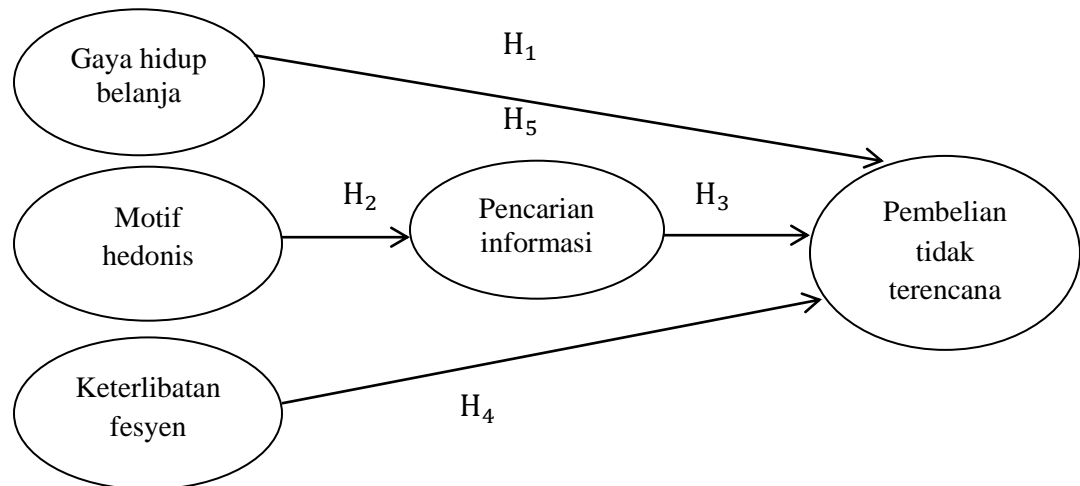 Gaya hidup
belanja
H₁
H₅
Motif
hedonis
H₂
Pencarian
informasi
H₃
Pembelian
tidak
terencana
Keterlibatan
fesyen
H₄